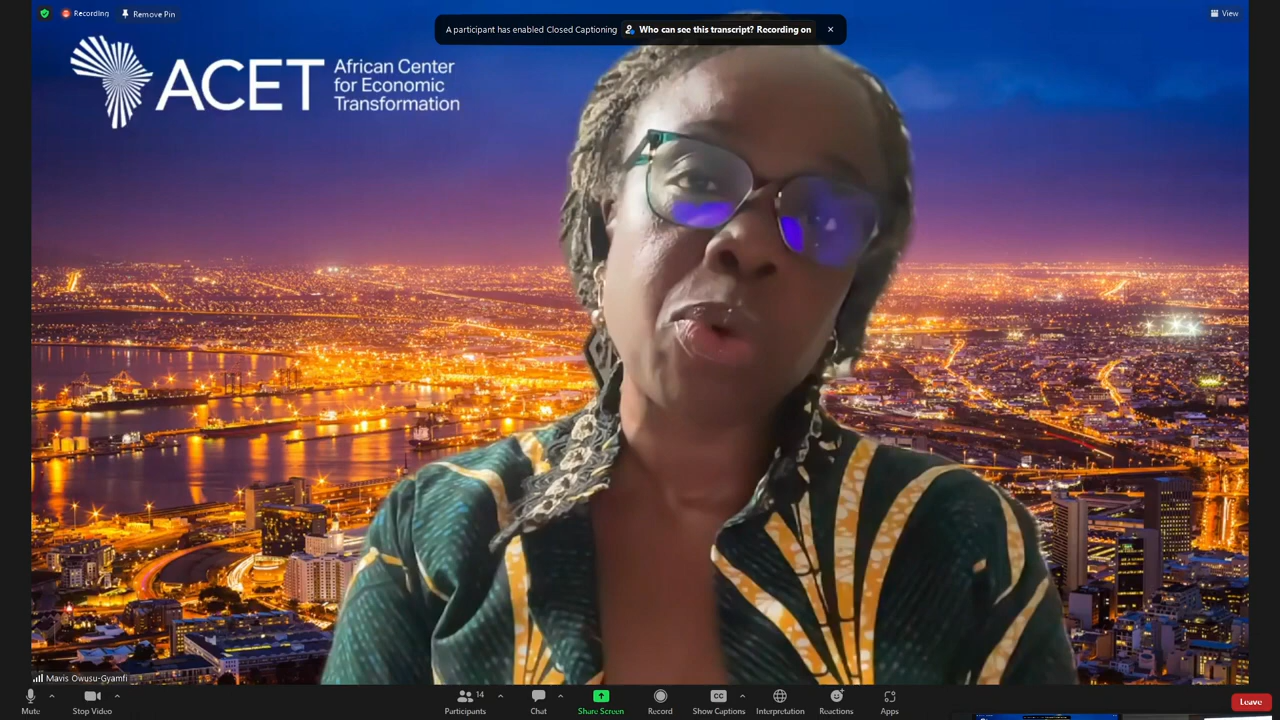 Recording
Remove Pin
A participant has enabled Closed Captioning
Who can see this transcript? Recording on
View
ACET
African Center
for Economic
Transformation
Mavis Owusu-Gyamfi
Mute
Stop Video
Participants
14
Chat
Share Screen
Record
CC
Show Captions
Interpretation
Reactions
Apps
Leave